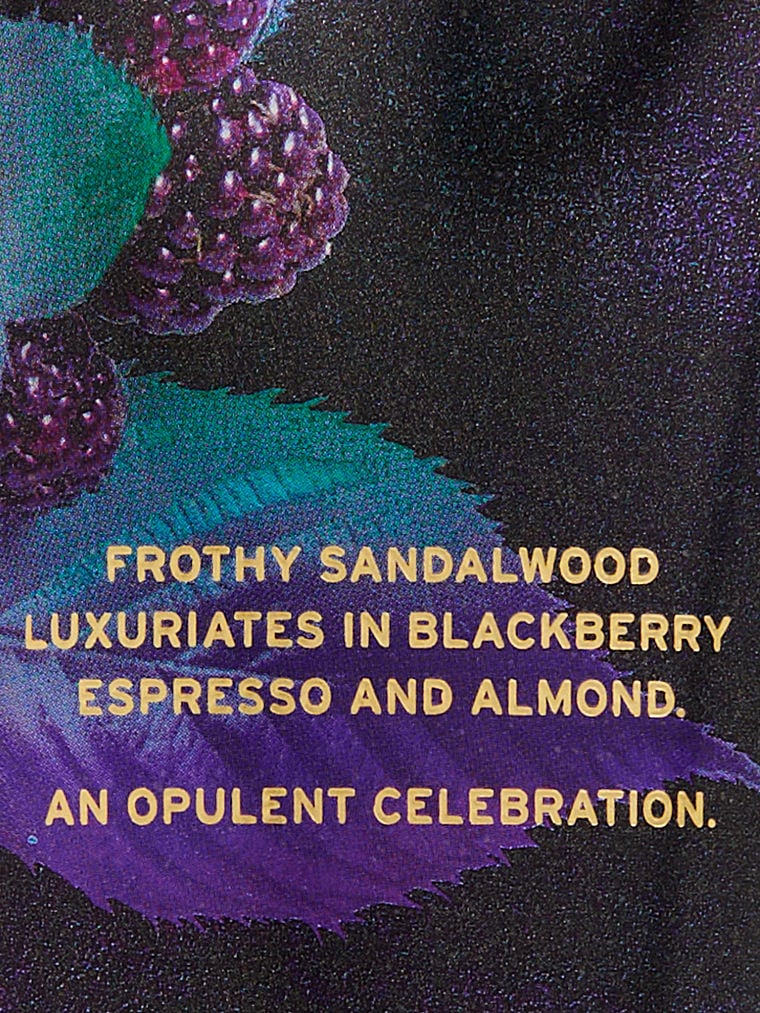 FROTHY SANDALWOOD
LUXURIATES IN BLACKBERRY
ESPRESSO AND ALMOND.
AN OPULENT CELEBRATION.